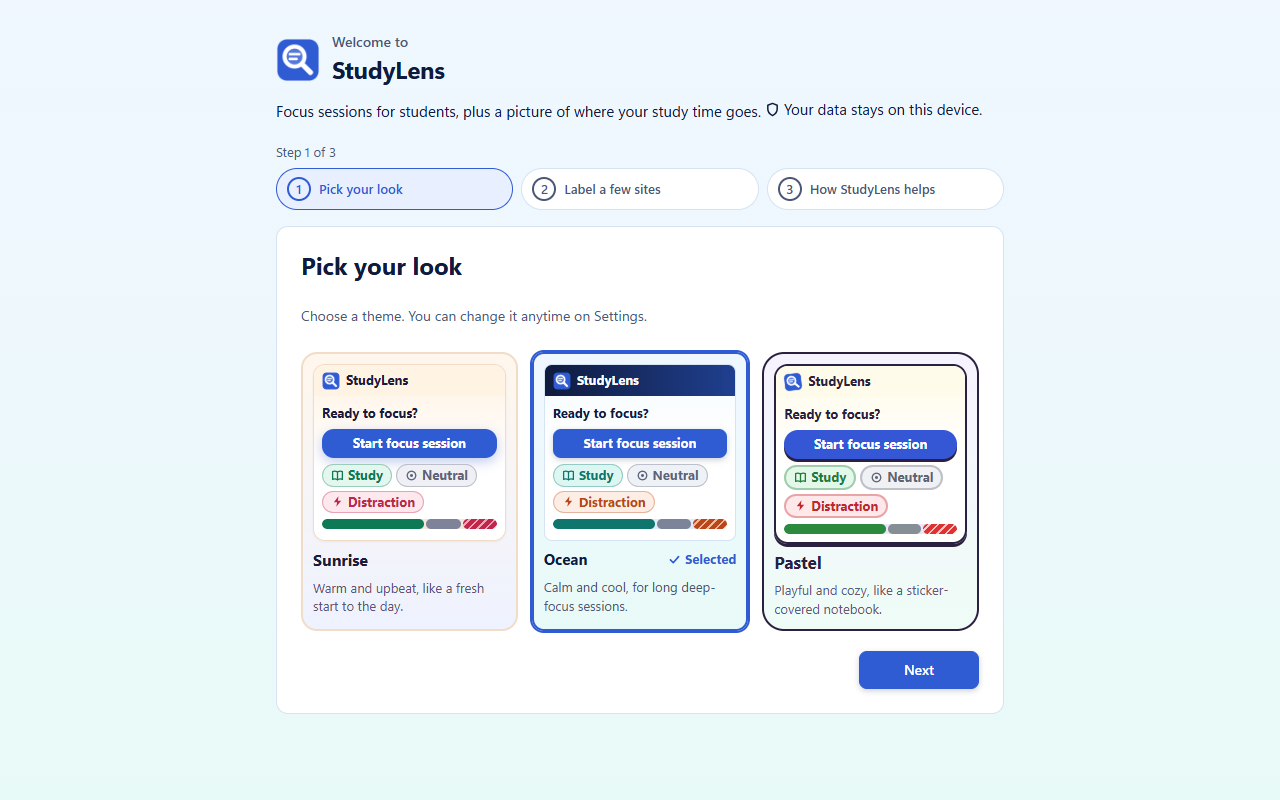 Welcome to
StudyLens
Focus sessions for students, plus a picture of where your study time goes. Your data stays on this device.
Step 1 of 3
1 Pick your look
2 Label a few sites
3 How StudyLens helps
Pick your look
Choose a theme. You can change it anytime on Settings.
StudyLens
Ready to focus?
Start focus session
Study
Neutral
Distraction
Sunrise
Warm and upbeat, like a fresh
start to the day.
StudyLens
Ready to focus?
Start focus session
Study
Neutral
Distraction
Ocean
Selected
Calm and cool, for long deep-
focus sessions.
StudyLens
Ready to focus?
Start focus session
Study
Neutral
Distraction
Pastel
Playful and cozy, like a sticker-
covered notebook.
Next